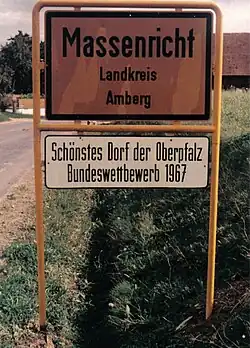 Massenricht
Landkreis
Amberg
Schönstes Dorf der Oberpfalz
Bundeswettbewerb 1967